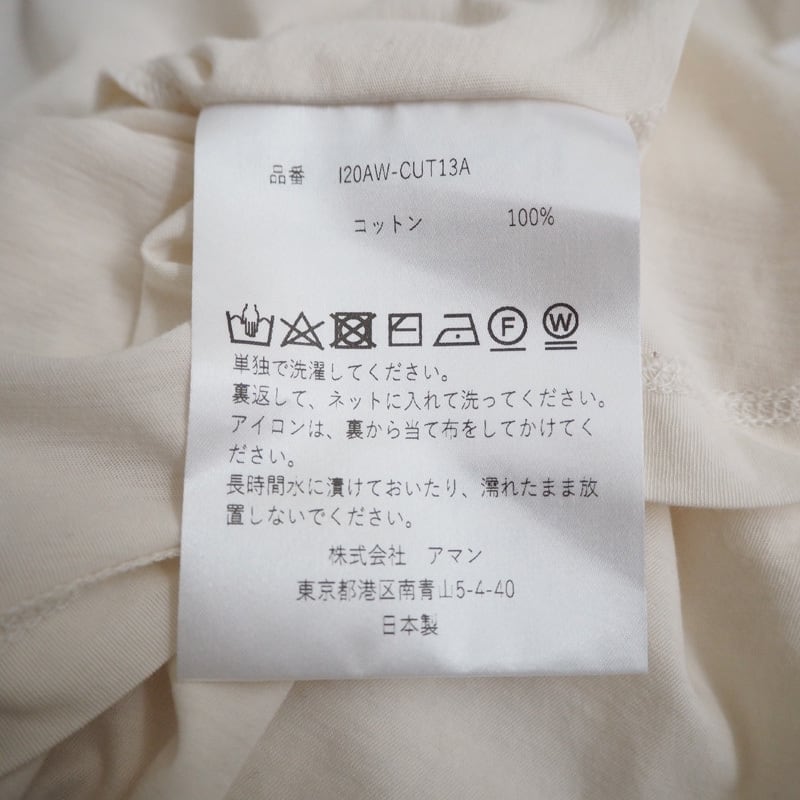 品番 I20AW-CUT13A
コットン 100%
F W
単独で洗濯してください。
裏返して、ネットに入れて洗ってください。
アイロンは、裏から当て布をしてかけてく
ださい。
長時間水に漬けておいたり、濡れたまま放
置しないでください。
株式会社 アマン
東京都港区南青山5-4-40
日本製